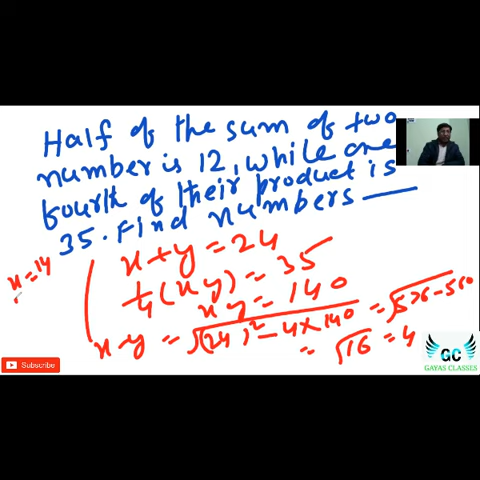 Half of the sum of two
number is 12, while one
fourth of their product is
35. Find numbers
x+y=24
1/4(xy)=35
xy=140
x-y=√(24)²-4×140 =√576-560
=√16=4
x=14
Subscribe
GC
GAYAS CLASSES